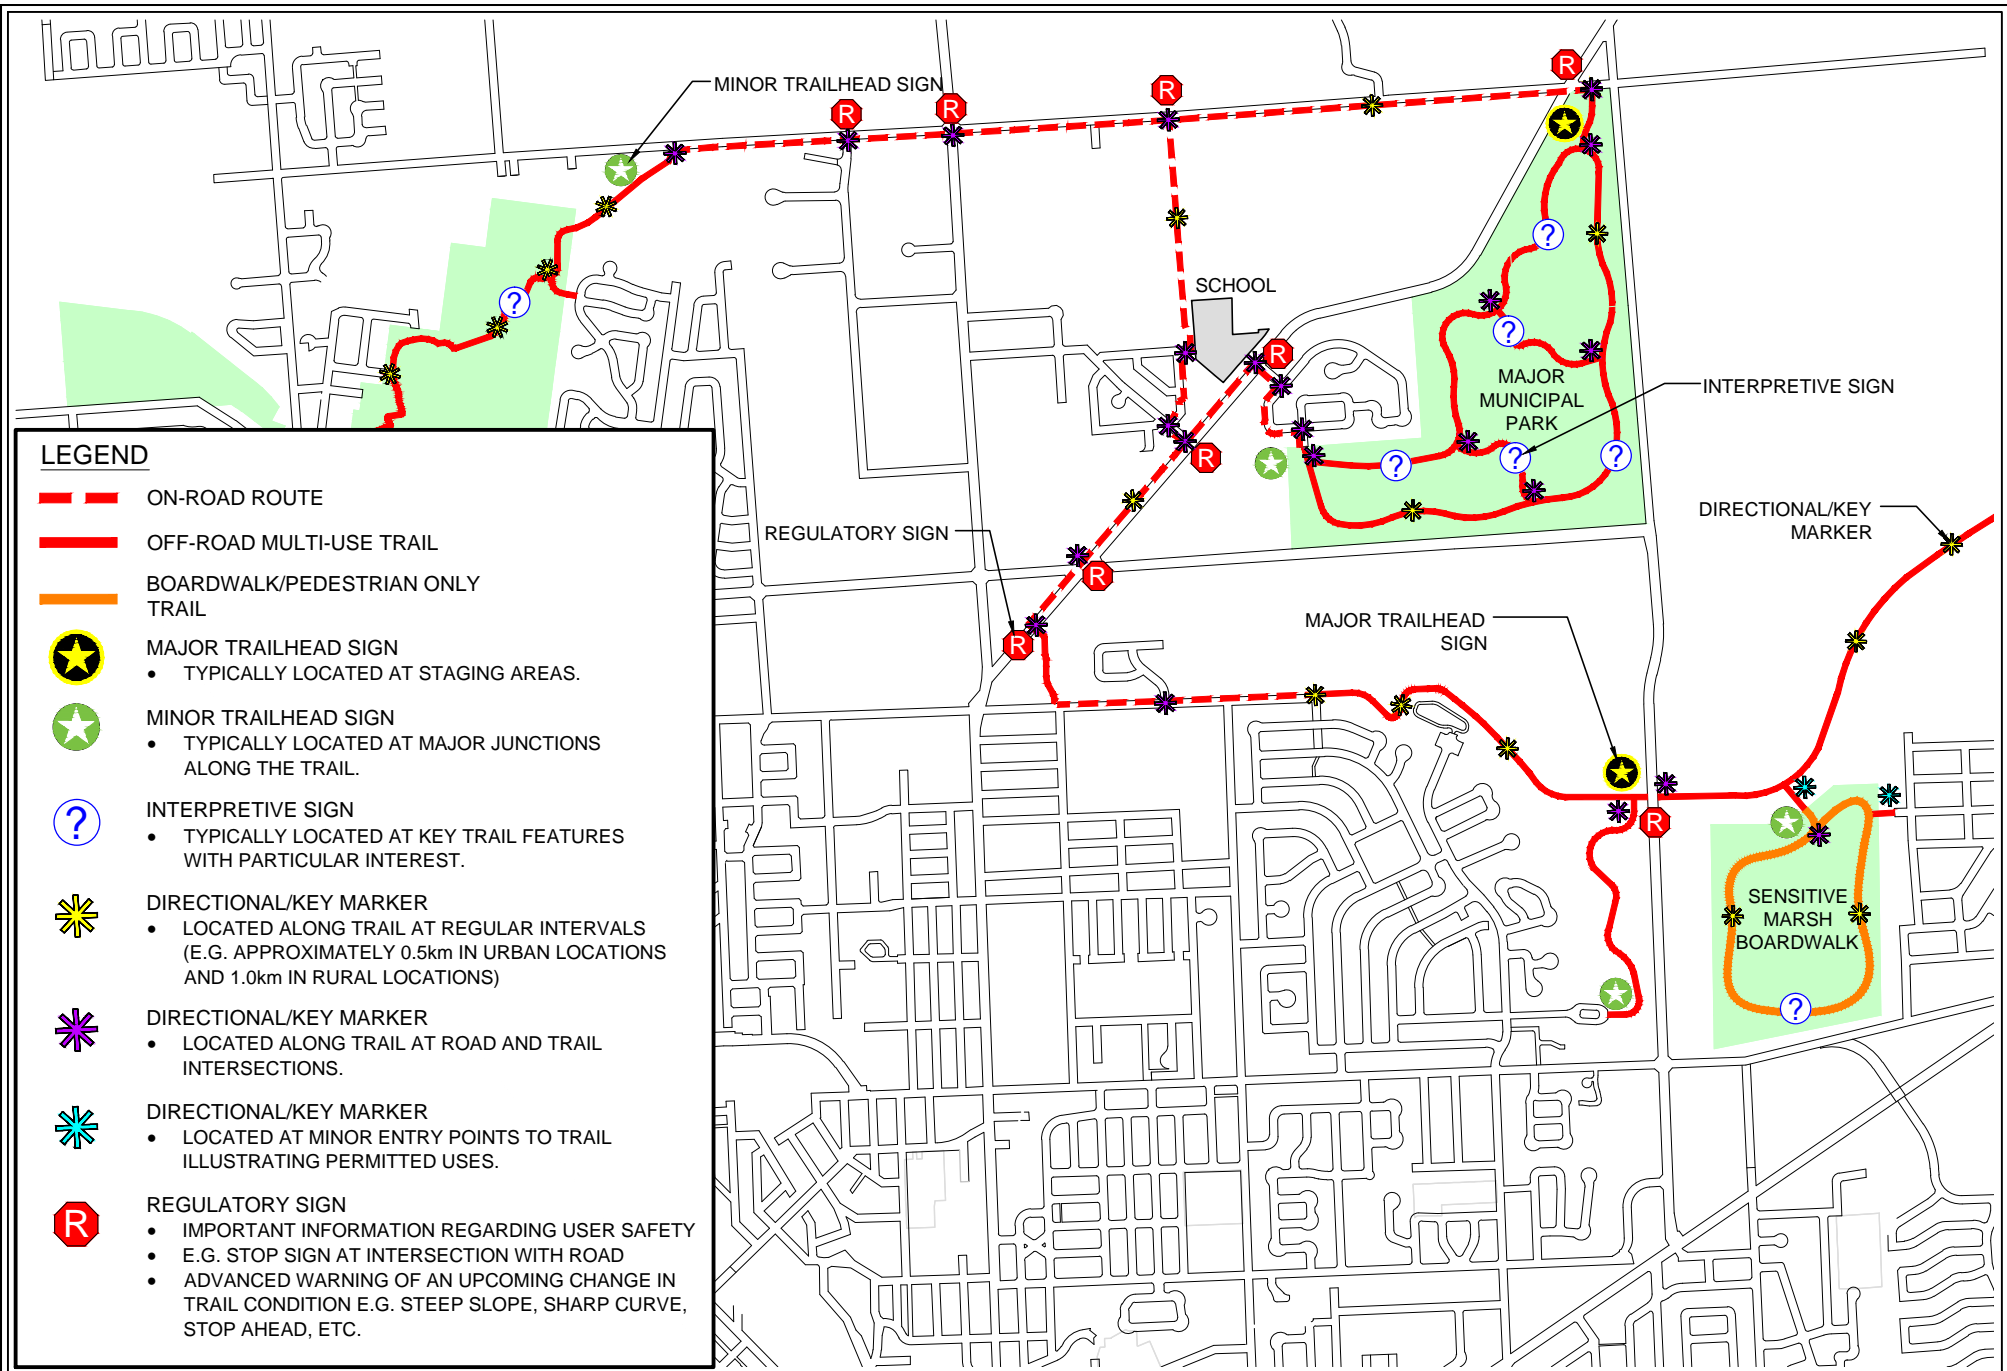 MINOR TRAILHEAD SIGN
R
R
R
R
?
SCHOOL
?
R
?
MAJOR
MUNICIPAL
PARK
INTERPRETIVE SIGN
?
?
?
R
DIRECTIONAL/KEY
MARKER
REGULATORY SIGN
R
R
MAJOR TRAILHEAD
SIGN
R
SENSITIVE
MARSH
BOARDWALK
?
LEGEND
ON-ROAD ROUTE
OFF-ROAD MULTI-USE TRAIL
BOARDWALK/PEDESTRIAN ONLY
TRAIL
MAJOR TRAILHEAD SIGN
• TYPICALLY LOCATED AT STAGING AREAS.
MINOR TRAILHEAD SIGN
• TYPICALLY LOCATED AT MAJOR JUNCTIONS
ALONG THE TRAIL.
?
INTERPRETIVE SIGN
• TYPICALLY LOCATED AT KEY TRAIL FEATURES
WITH PARTICULAR INTEREST.
DIRECTIONAL/KEY MARKER
• LOCATED ALONG TRAIL AT REGULAR INTERVALS
(E.G. APPROXIMATELY 0.5km IN URBAN LOCATIONS
AND 1.0km IN RURAL LOCATIONS)
DIRECTIONAL/KEY MARKER
• LOCATED ALONG TRAIL AT ROAD AND TRAIL
INTERSECTIONS.
DIRECTIONAL/KEY MARKER
• LOCATED AT MINOR ENTRY POINTS TO TRAIL
ILLUSTRATING PERMITTED USES.
R
REGULATORY SIGN
• IMPORTANT INFORMATION REGARDING USER SAFETY
• E.G. STOP SIGN AT INTERSECTION WITH ROAD
• ADVANCED WARNING OF AN UPCOMING CHANGE IN
TRAIL CONDITION E.G. STEEP SLOPE, SHARP CURVE,
STOP AHEAD, ETC.